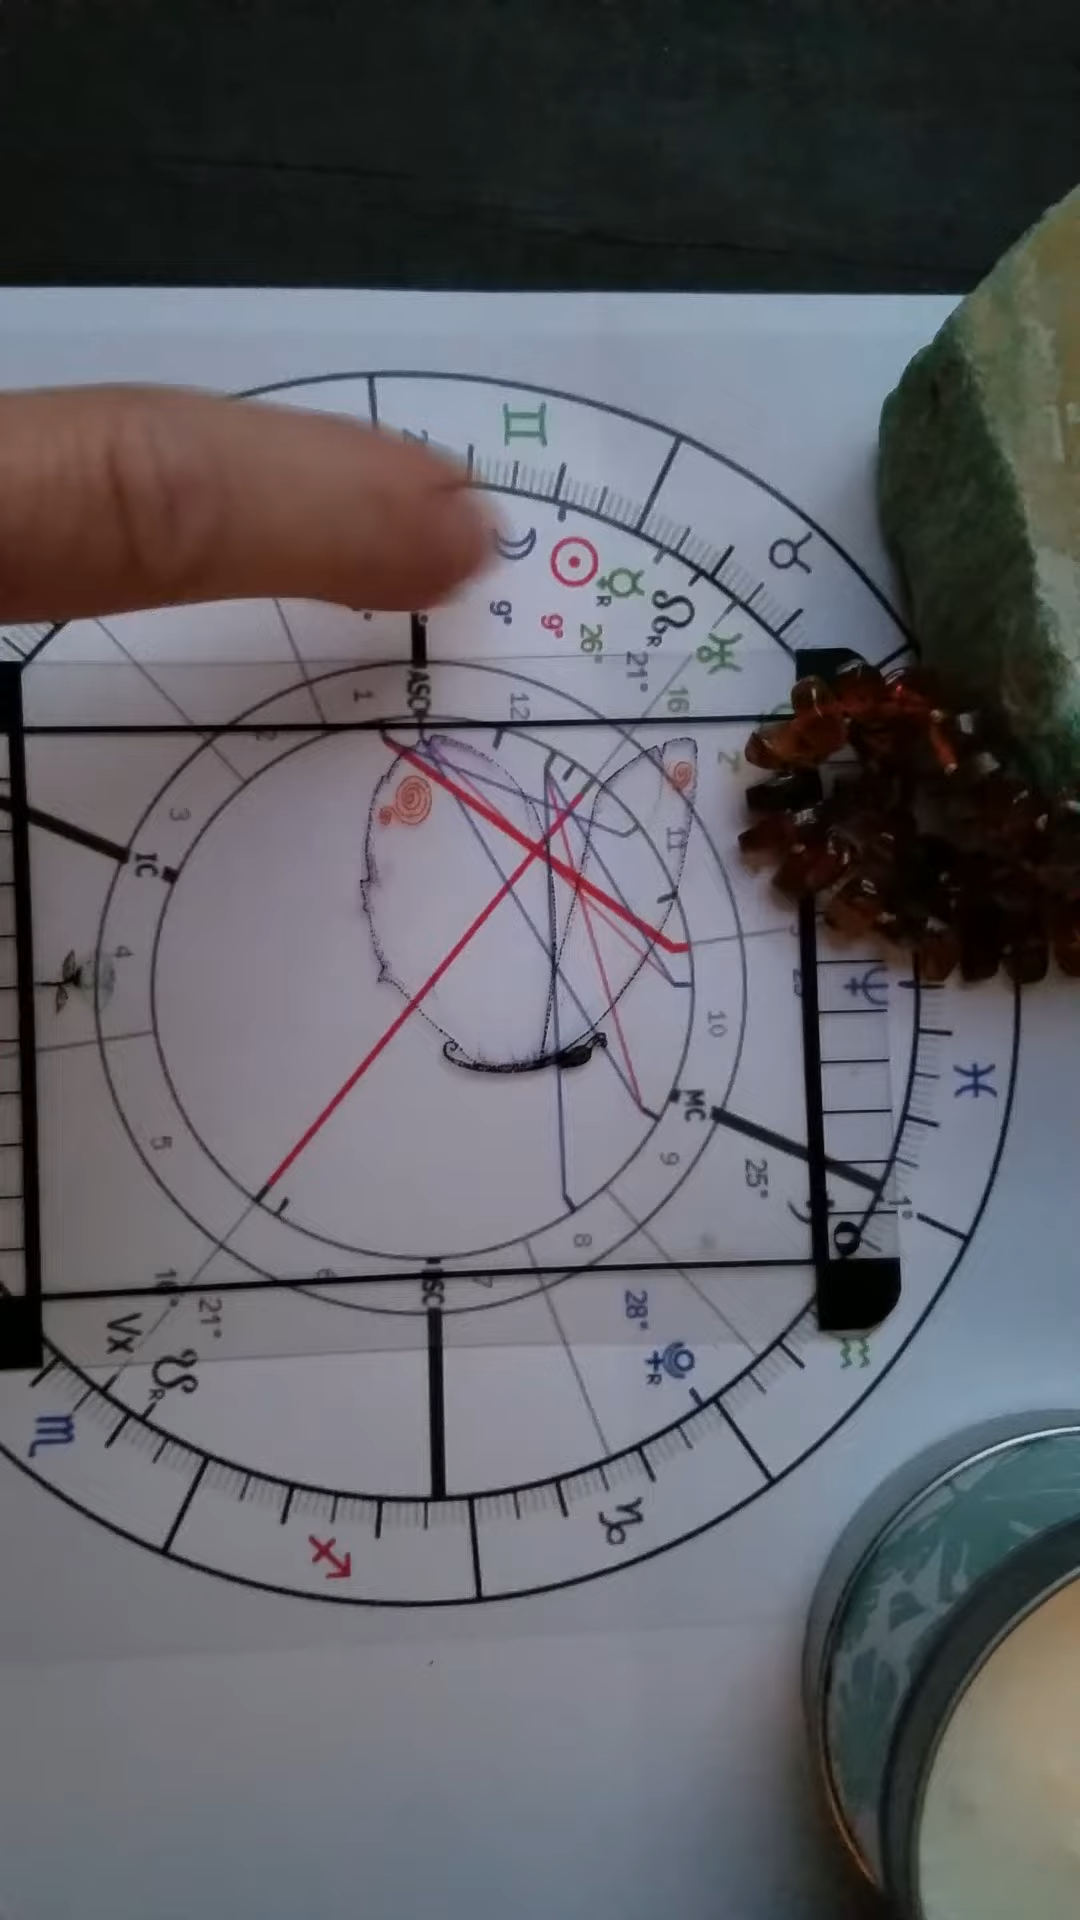 ♊
♉
☽ ☉ ☿R ☊R ♅
9° 9° 26° 21° 16
ASC
1
12
2
3
11
IC
4
♆
10
♓
MC
5
9
25°
1°
8
6
SC
7
16° 21° 28°
VX ☋R ♇R
♒
♏
♑
♐